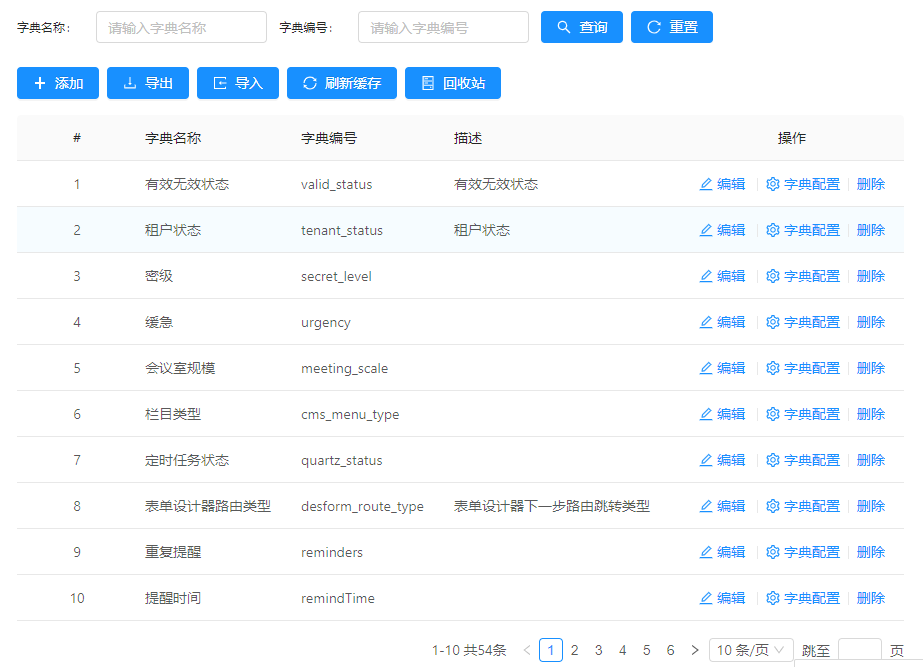 字典名称: 请输入字典名称 字典编号: 请输入字典编号 查询 重置
添加 导出 导入 刷新缓存 回收站
# 字典名称 字典编号 描述 操作
1 有效无效状态 valid_status 有效无效状态 编辑 字典配置 删除
2 租户状态 tenant_status 租户状态 编辑 字典配置 删除
3 密级 secret_level 编辑 字典配置 删除
4 缓急 urgency 编辑 字典配置 删除
5 会议室规模 meeting_scale 编辑 字典配置 删除
6 栏目类型 cms_menu_type 编辑 字典配置 删除
7 定时任务状态 quartz_status 编辑 字典配置 删除
8 表单设计器路由类型 desform_route_type 表单设计器下一步路由跳转类型 编辑 字典配置 删除
9 重复提醒 reminders 编辑 字典配置 删除
10 提醒时间 remindTime 编辑 字典配置 删除
1-10 共54条 < 1 2 3 4 5 6 > 10 条/页 跳至 页